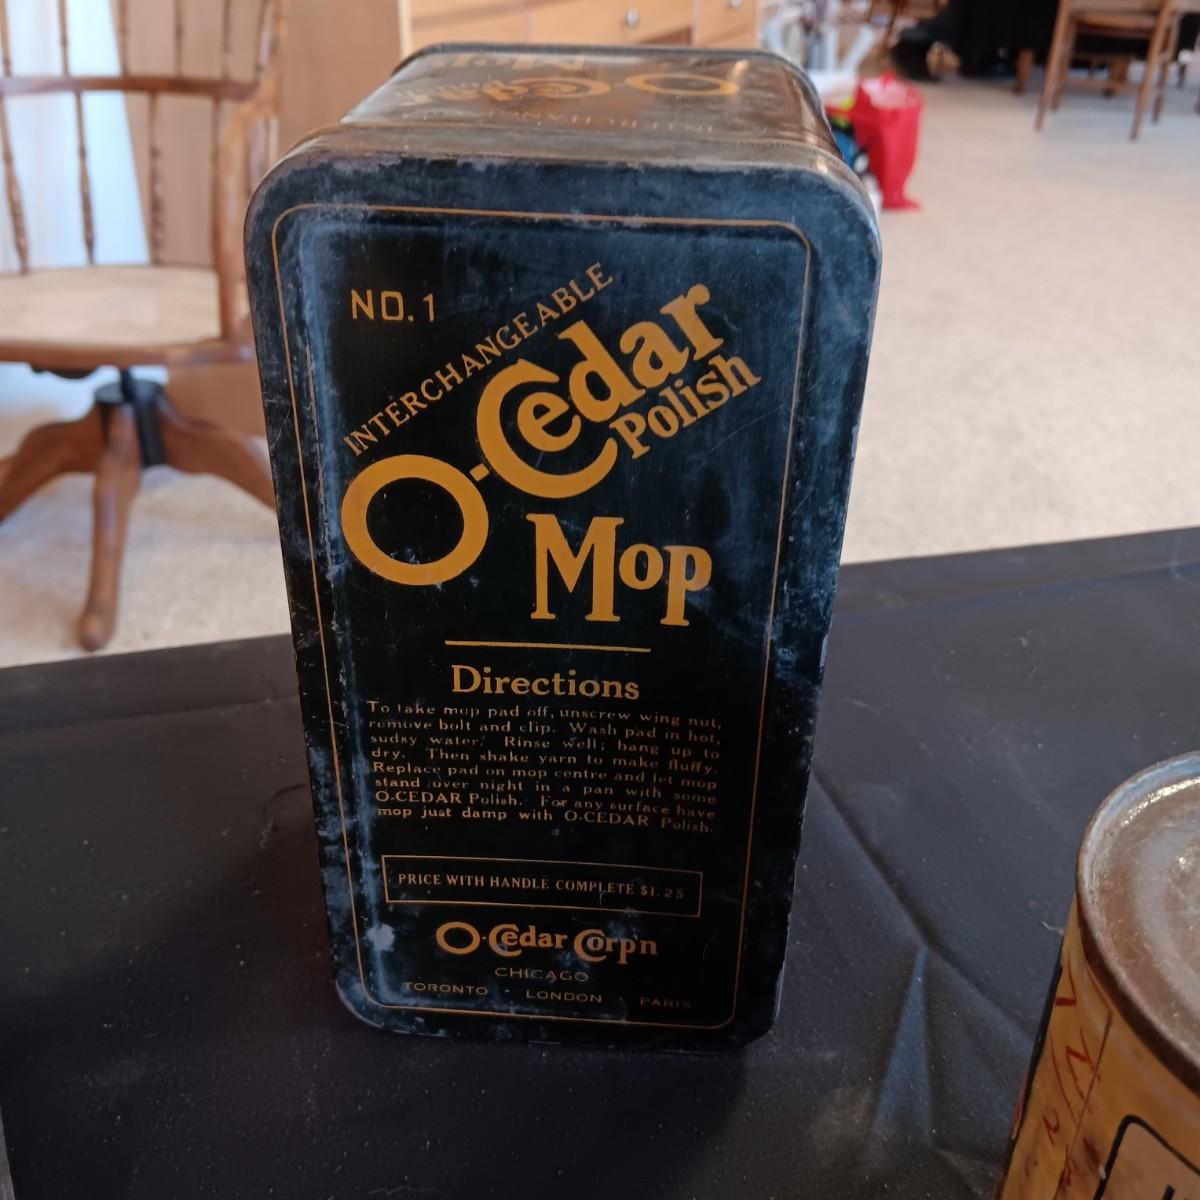 O-Cedar
Mop
INTERCHANGEABLE
NO. 1
INTERCHANGEABLE
O-Cedar
Polish
Mop
Directions
To take mop pad off, unscrew wing nut,
remove bolt and clip. Wash pad in hot,
sudsy water. Rinse well; hang up to
dry. Then shake yarn to make fluffy.
Replace pad on mop centre and let mop
stand over night in a pan with some
O-CEDAR Polish. For any surface have
mop just damp with O-CEDAR Polish.
PRICE WITH HANDLE COMPLETE $1.25
O-Cedar Corp'n
CHICAGO
TORONTO · LONDON PARIS